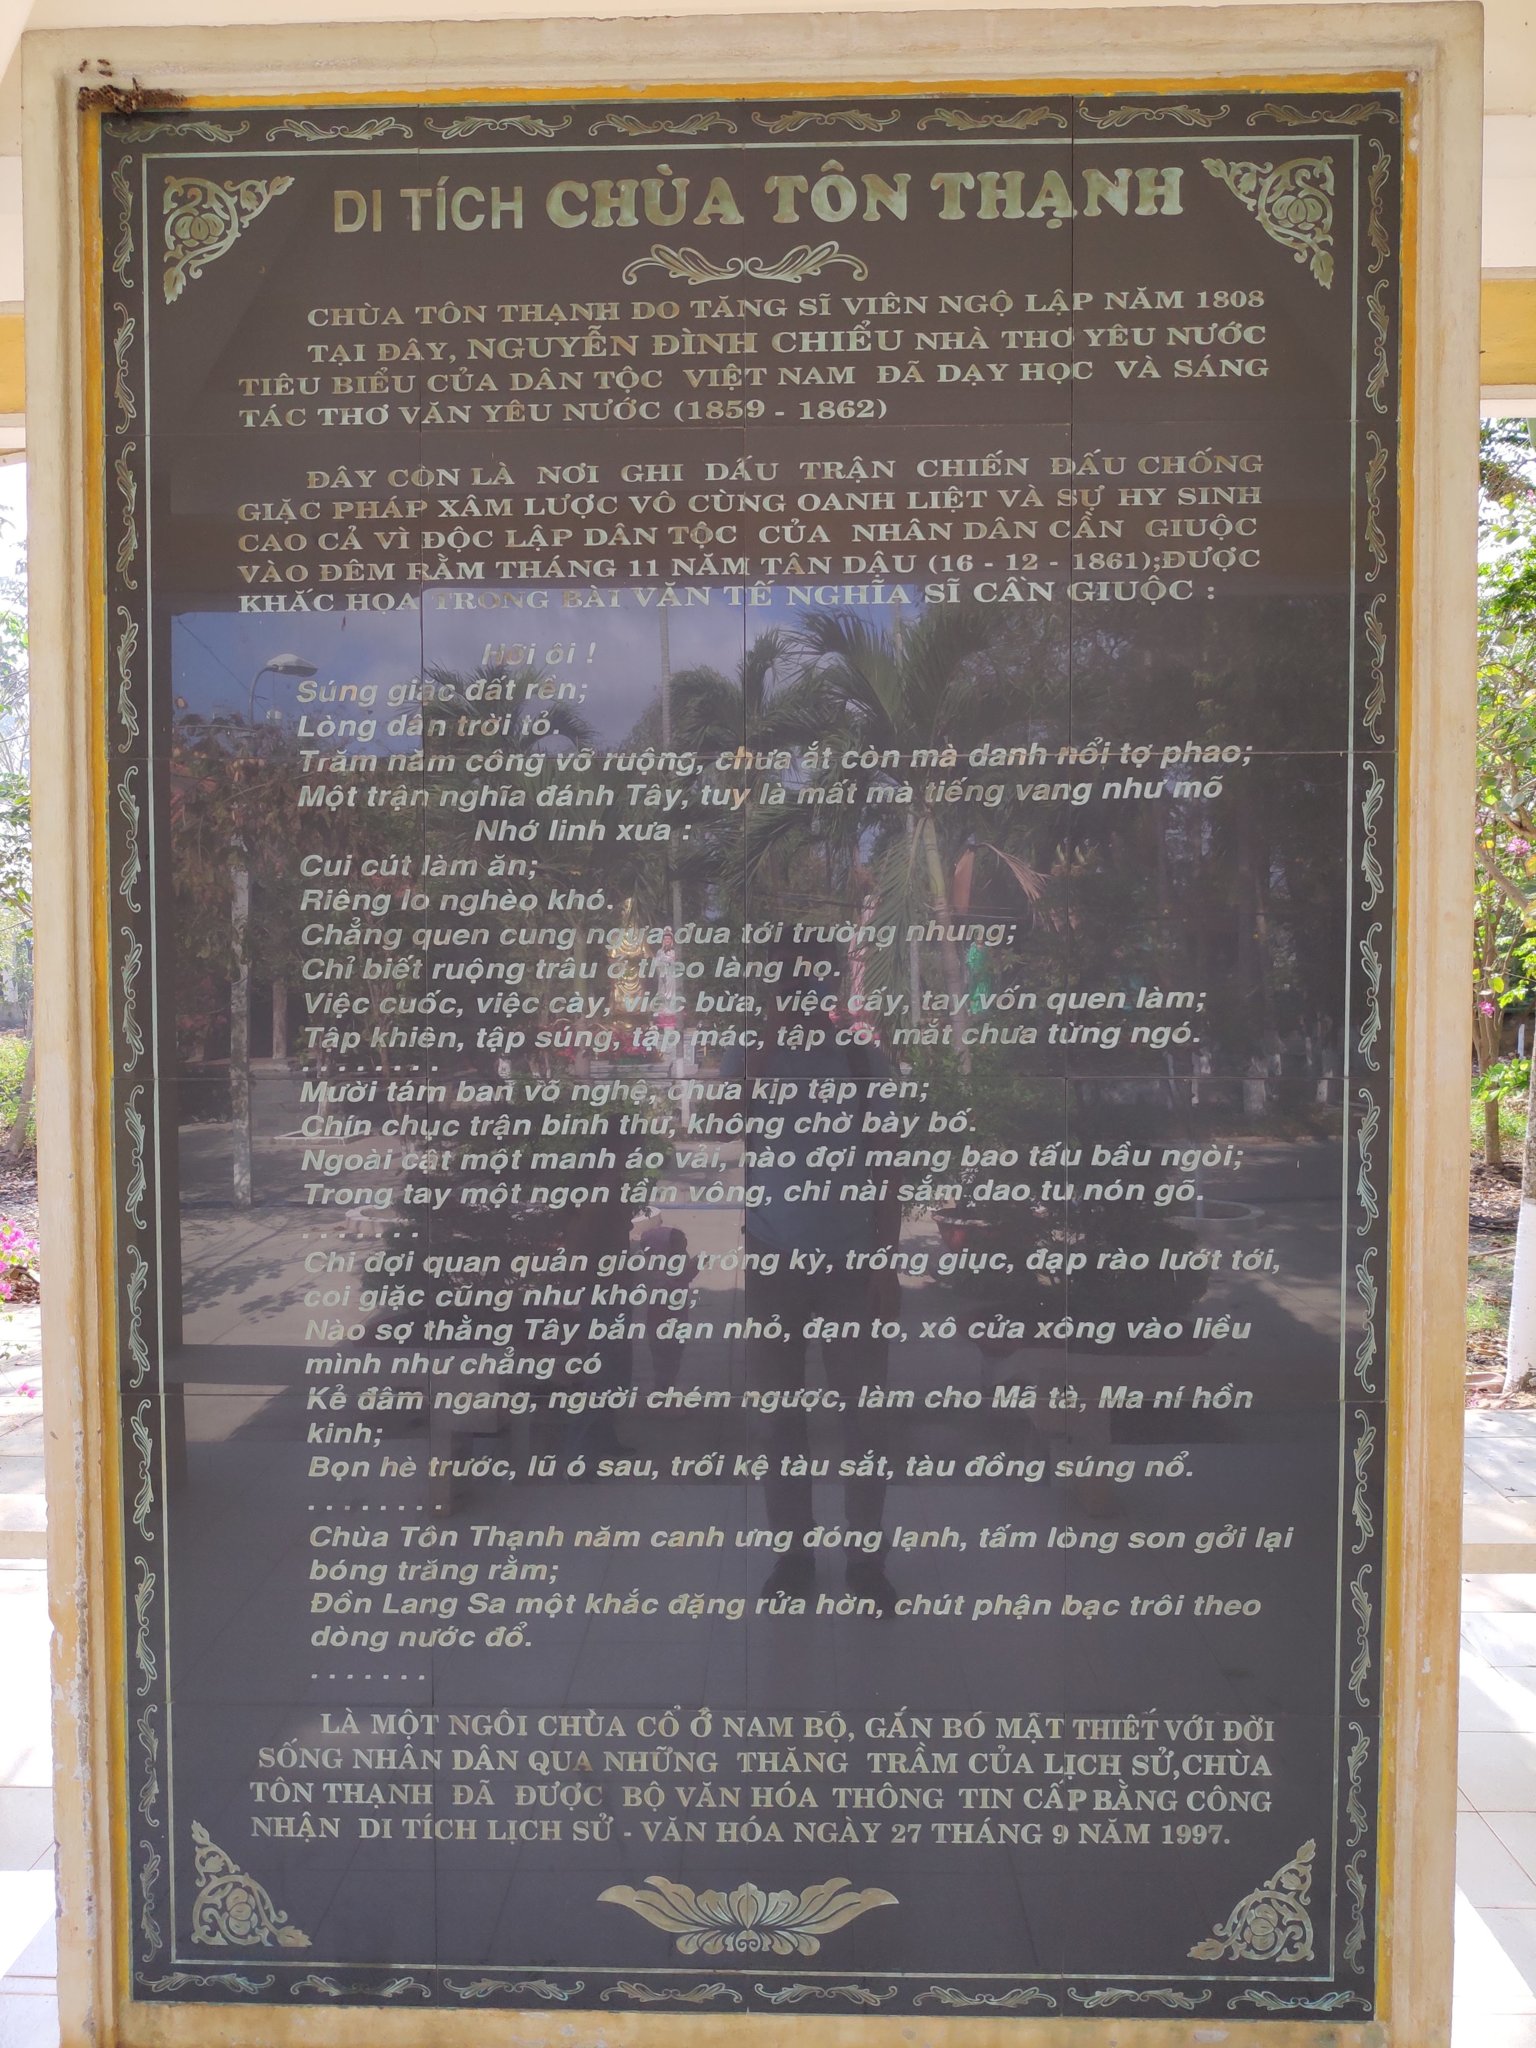 DI TÍCH CHÙA TÔN THẠNH
CHÙA TÔN THẠNH DO TĂNG SĨ VIÊN NGỘ LẬP NĂM 1808
TẠI ĐÂY, NGUYỄN ĐÌNH CHIỂU NHÀ THƠ YÊU NƯỚC
TIÊU BIỂU CỦA DÂN TỘC VIỆT NAM ĐÃ DẠY HỌC VÀ SÁNG
TÁC THƠ VĂN YÊU NƯỚC (1859 - 1862)
ĐÂY CÒN LÀ NƠI GHI DẤU TRẬN CHIẾN ĐẤU CHỐNG
GIẶC PHÁP XÂM LƯỢC VÔ CÙNG OANH LIỆT VÀ SỰ HY SINH
CAO CẢ VÌ ĐỘC LẬP DÂN TỘC CỦA NHÂN DÂN CẦN GIUỘC
VÀO ĐÊM RẰM THÁNG 11 NĂM TÂN DẬU (16 - 12 - 1861);ĐƯỢC
KHẮC HỌA TRONG BÀI VĂN TẾ NGHĨA SĨ CẦN GIUỘC :
Hỡi ôi !
Súng giặc đất rền;
Lòng dân trời tỏ.
Trăm năm công vỡ ruộng, chưa ắt còn mà danh nổi tợ phao;
Một trận nghĩa đánh Tây, tuy là mất mà tiếng vang như mõ
Nhớ linh xưa :
Cui cút làm ăn;
Riêng lo nghèo khó.
Chẳng quen cung ngựa đua tới trường nhung;
Chỉ biết ruộng trâu ở theo làng họ.
Việc cuốc, việc cày, việc bừa, việc cấy, tay vốn quen làm;
Tập khiên, tập súng, tập mác, tập cờ, mắt chưa từng ngó.
. . . . . . . .
Mười tám ban võ nghệ, chưa kịp tập rèn;
Chín chục trận binh thư, không chờ bày bố.
Ngoài cật một manh áo vải, nào đợi mang bao tấu bầu ngòi;
Trong tay một ngọn tầm vông, chi nài sắm dao tu nón gõ.
. . . . . . .
Chi đợi quan quản gióng trống kỳ, trống giục, đạp rào lướt tới,
coi giặc cũng như không;
Nào sợ thằng Tây bắn đạn nhỏ, đạn to, xô cửa xông vào liều
mình như chẳng có
Kẻ đâm ngang, người chém ngược, làm cho Mã tà, Ma ní hồn
kinh;
Bọn hè trước, lũ ó sau, trối kệ tàu sắt, tàu đồng súng nổ.
. . . . . . . .
Chùa Tôn Thạnh năm canh ưng đóng lạnh, tấm lòng son gởi lại
bóng trăng rằm;
Đồn Lang Sa một khắc đặng rửa hờn, chút phận bạc trôi theo
dòng nước đổ.
. . . . . . .
LÀ MỘT NGÔI CHÙA CỔ Ở NAM BỘ, GẮN BÓ MẬT THIẾT VỚI ĐỜI
SỐNG NHÂN DÂN QUA NHỮNG THĂNG TRẦM CỦA LỊCH SỬ,CHÙA
TÔN THẠNH ĐÃ ĐƯỢC BỘ VĂN HÓA THÔNG TIN CẤP BẰNG CÔNG
NHẬN DI TÍCH LỊCH SỬ - VĂN HÓA NGÀY 27 THÁNG 9 NĂM 1997.